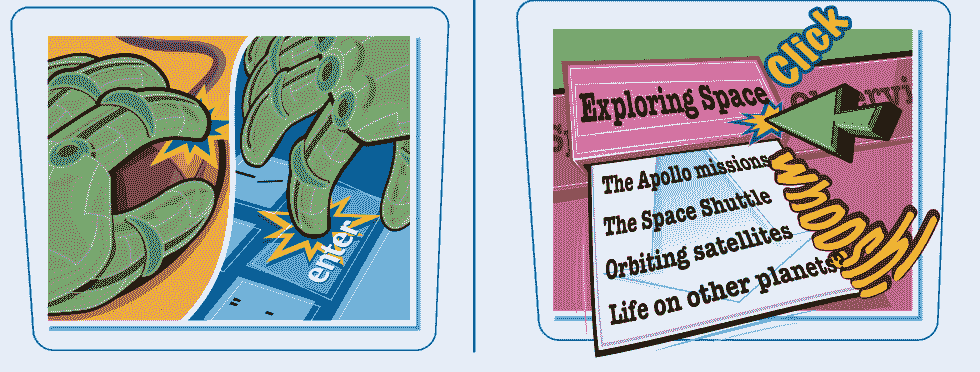 enter
Click
Exploring Space
The Apollo missions
The Space Shuttle
Orbiting satellites
Life on other planets?
whoosh